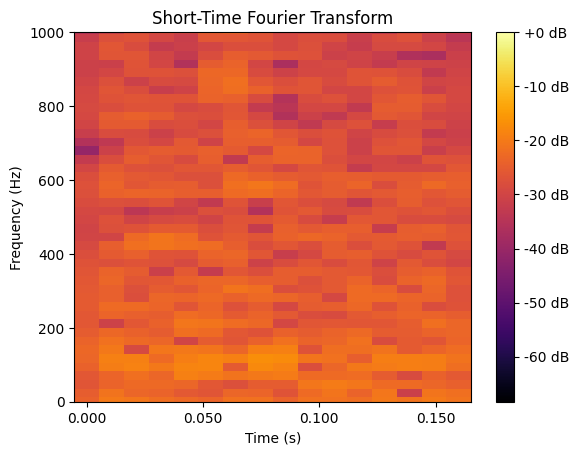 Short-Time Fourier Transform
1000
800
600
400
200
0
Frequency (Hz)
0.000
0.050
0.100
0.150
Time (s)
+0 dB
-10 dB
-20 dB
-30 dB
-40 dB
-50 dB
-60 dB